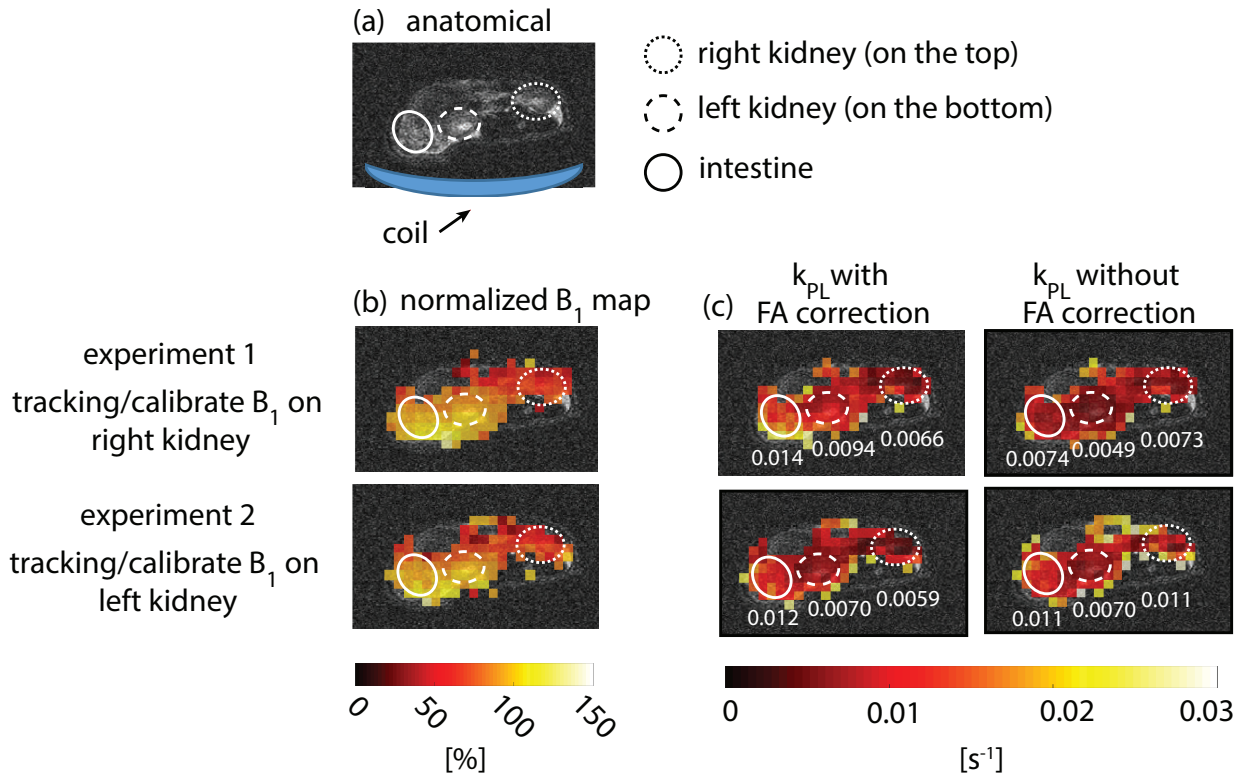 (a) anatomical
right kidney (on the top)
left kidney (on the bottom)
intestine
coil
(b) normalized B1 map
(c)
kPL with
FA correction
kPL without
FA correction
experiment 1
tracking/calibrate B1 on
right kidney
0.014 0.0094 0.0066
0.0074 0.0049 0.0073
experiment 2
tracking/calibrate B1 on
left kidney
0.012 0.0070 0.0059
0.011 0.0070 0.011
0 50 100 150
[%]
0 0.01 0.02 0.03
[s-1]